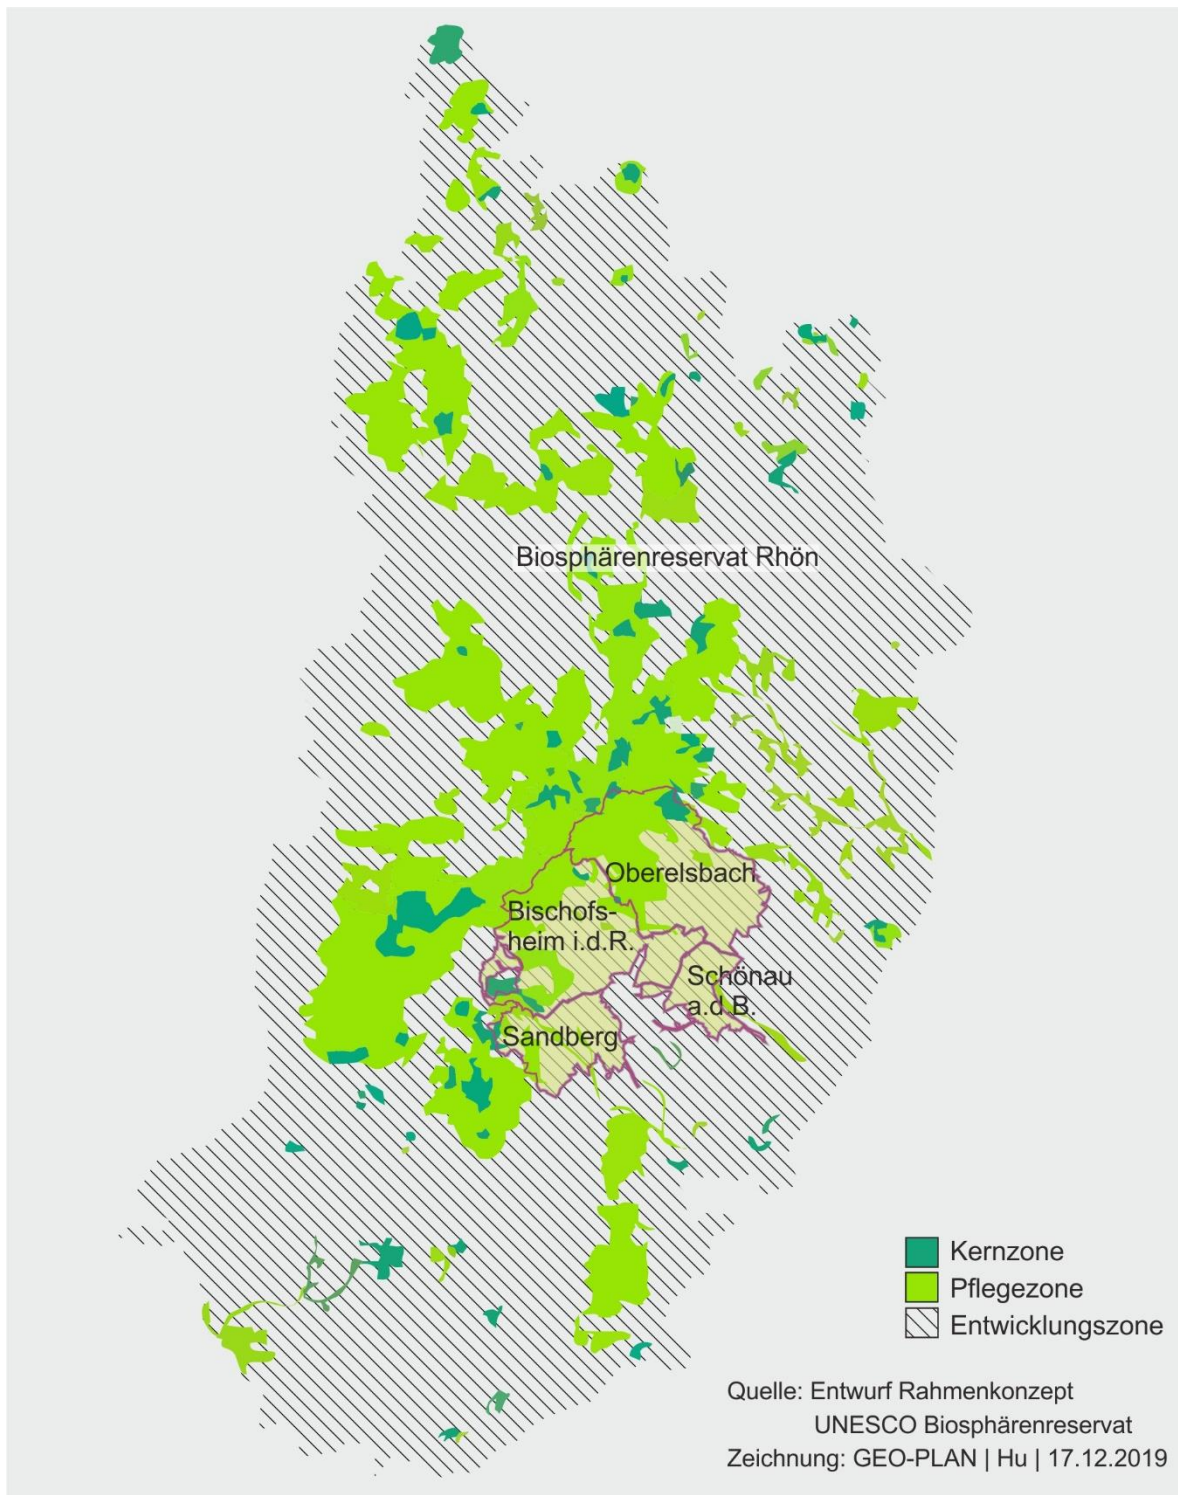 Biosphärenreservat Rhön
Oberelsbach
Bischofs-
heim i.d.R.
Schönau
a.d.B.
Sandberg
Kernzone
Pflegezone
Entwicklungszone
Quelle: Entwurf Rahmenkonzept
UNESCO Biosphärenreservat
Zeichnung: GEO-PLAN | Hu | 17.12.2019